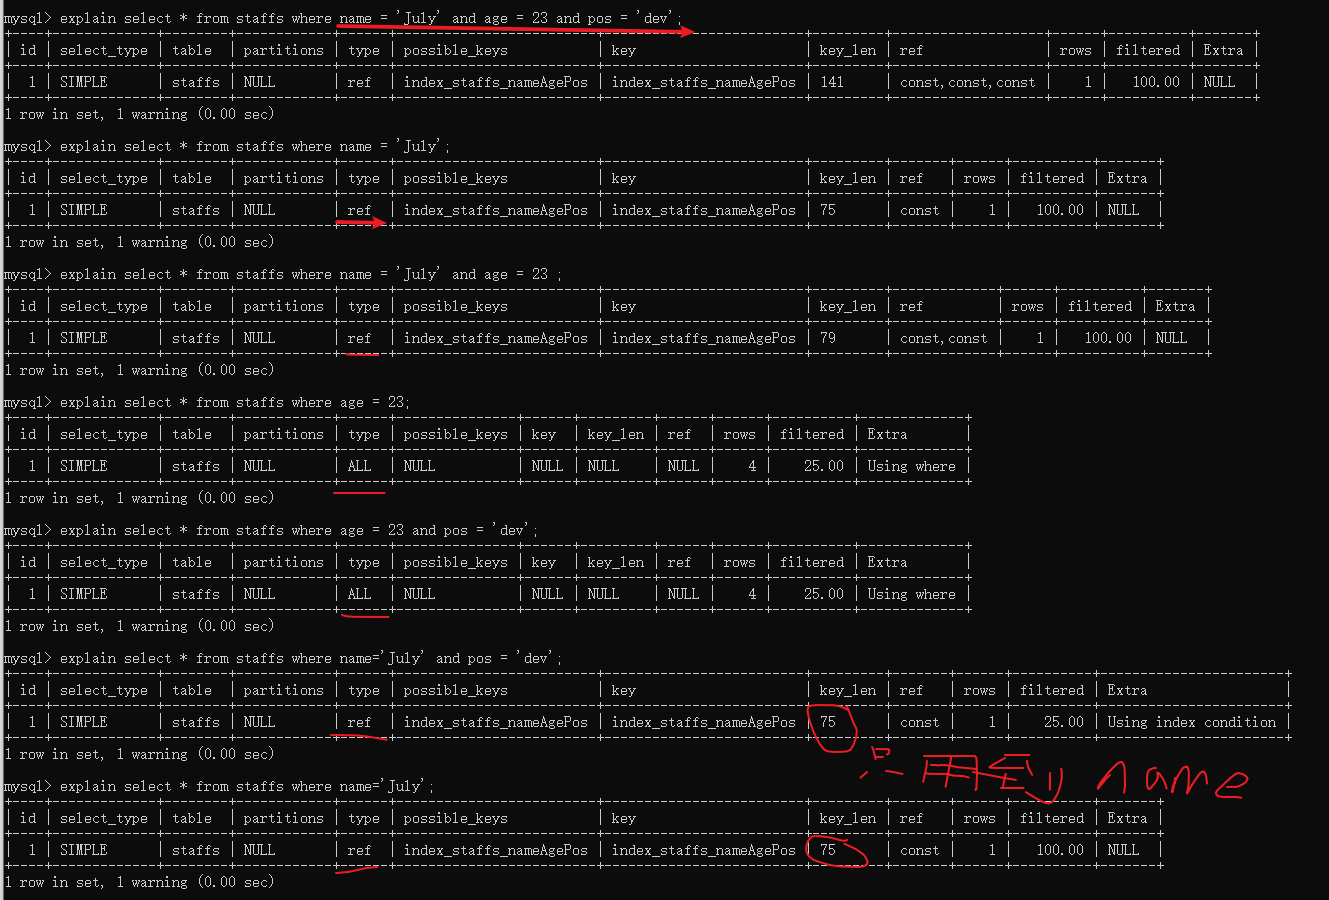 mysql> explain select * from staffs where name = 'July' and age = 23 and pos = 'dev';
+----+-------------+--------+------------+------+-------------------------+-------------------------+---------+-------------------+------+----------+-------+
| id | select_type | table | partitions | type | possible_keys | key | key_len | ref | rows | filtered | Extra |
| 1 | SIMPLE | staffs | NULL | ref | index_staffs_nameAgePos | index_staffs_nameAgePos | 141 | const,const,const | 1 | 100.00 | NULL |
1 row in set, 1 warning (0.00 sec)
mysql> explain select * from staffs where name = 'July';
| id | select_type | table | partitions | type | possible_keys | key | key_len | ref | rows | filtered | Extra |
| 1 | SIMPLE | staffs | NULL | ref | index_staffs_nameAgePos | index_staffs_nameAgePos | 75 | const | 1 | 100.00 | NULL |
1 row in set, 1 warning (0.00 sec)
mysql> explain select * from staffs where name = 'July' and age = 23 ;
| id | select_type | table | partitions | type | possible_keys | key | key_len | ref | rows | filtered | Extra |
| 1 | SIMPLE | staffs | NULL | ref | index_staffs_nameAgePos | index_staffs_nameAgePos | 79 | const,const | 1 | 100.00 | NULL |
1 row in set, 1 warning (0.00 sec)
mysql> explain select * from staffs where age = 23;
| id | select_type | table | partitions | type | possible_keys | key | key_len | ref | rows | filtered | Extra |
| 1 | SIMPLE | staffs | NULL | ALL | NULL | NULL | NULL | NULL | 4 | 25.00 | Using where |
1 row in set, 1 warning (0.00 sec)
mysql> explain select * from staffs where age = 23 and pos = 'dev';
| id | select_type | table | partitions | type | possible_keys | key | key_len | ref | rows | filtered | Extra |
| 1 | SIMPLE | staffs | NULL | ALL | NULL | NULL | NULL | NULL | 4 | 25.00 | Using where |
1 row in set, 1 warning (0.00 sec)
mysql> explain select * from staffs where name='July' and pos = 'dev';
| id | select_type | table | partitions | type | possible_keys | key | key_len | ref | rows | filtered | Extra |
| 1 | SIMPLE | staffs | NULL | ref | index_staffs_nameAgePos | index_staffs_nameAgePos | 75 | const | 1 | 25.00 | Using index condition |
1 row in set, 1 warning (0.00 sec)
只用到 name
mysql> explain select * from staffs where name='July';
| id | select_type | table | partitions | type | possible_keys | key | key_len | ref | rows | filtered | Extra |
| 1 | SIMPLE | staffs | NULL | ref | index_staffs_nameAgePos | index_staffs_nameAgePos | 75 | const | 1 | 100.00 | NULL |
1 row in set, 1 warning (0.00 sec)